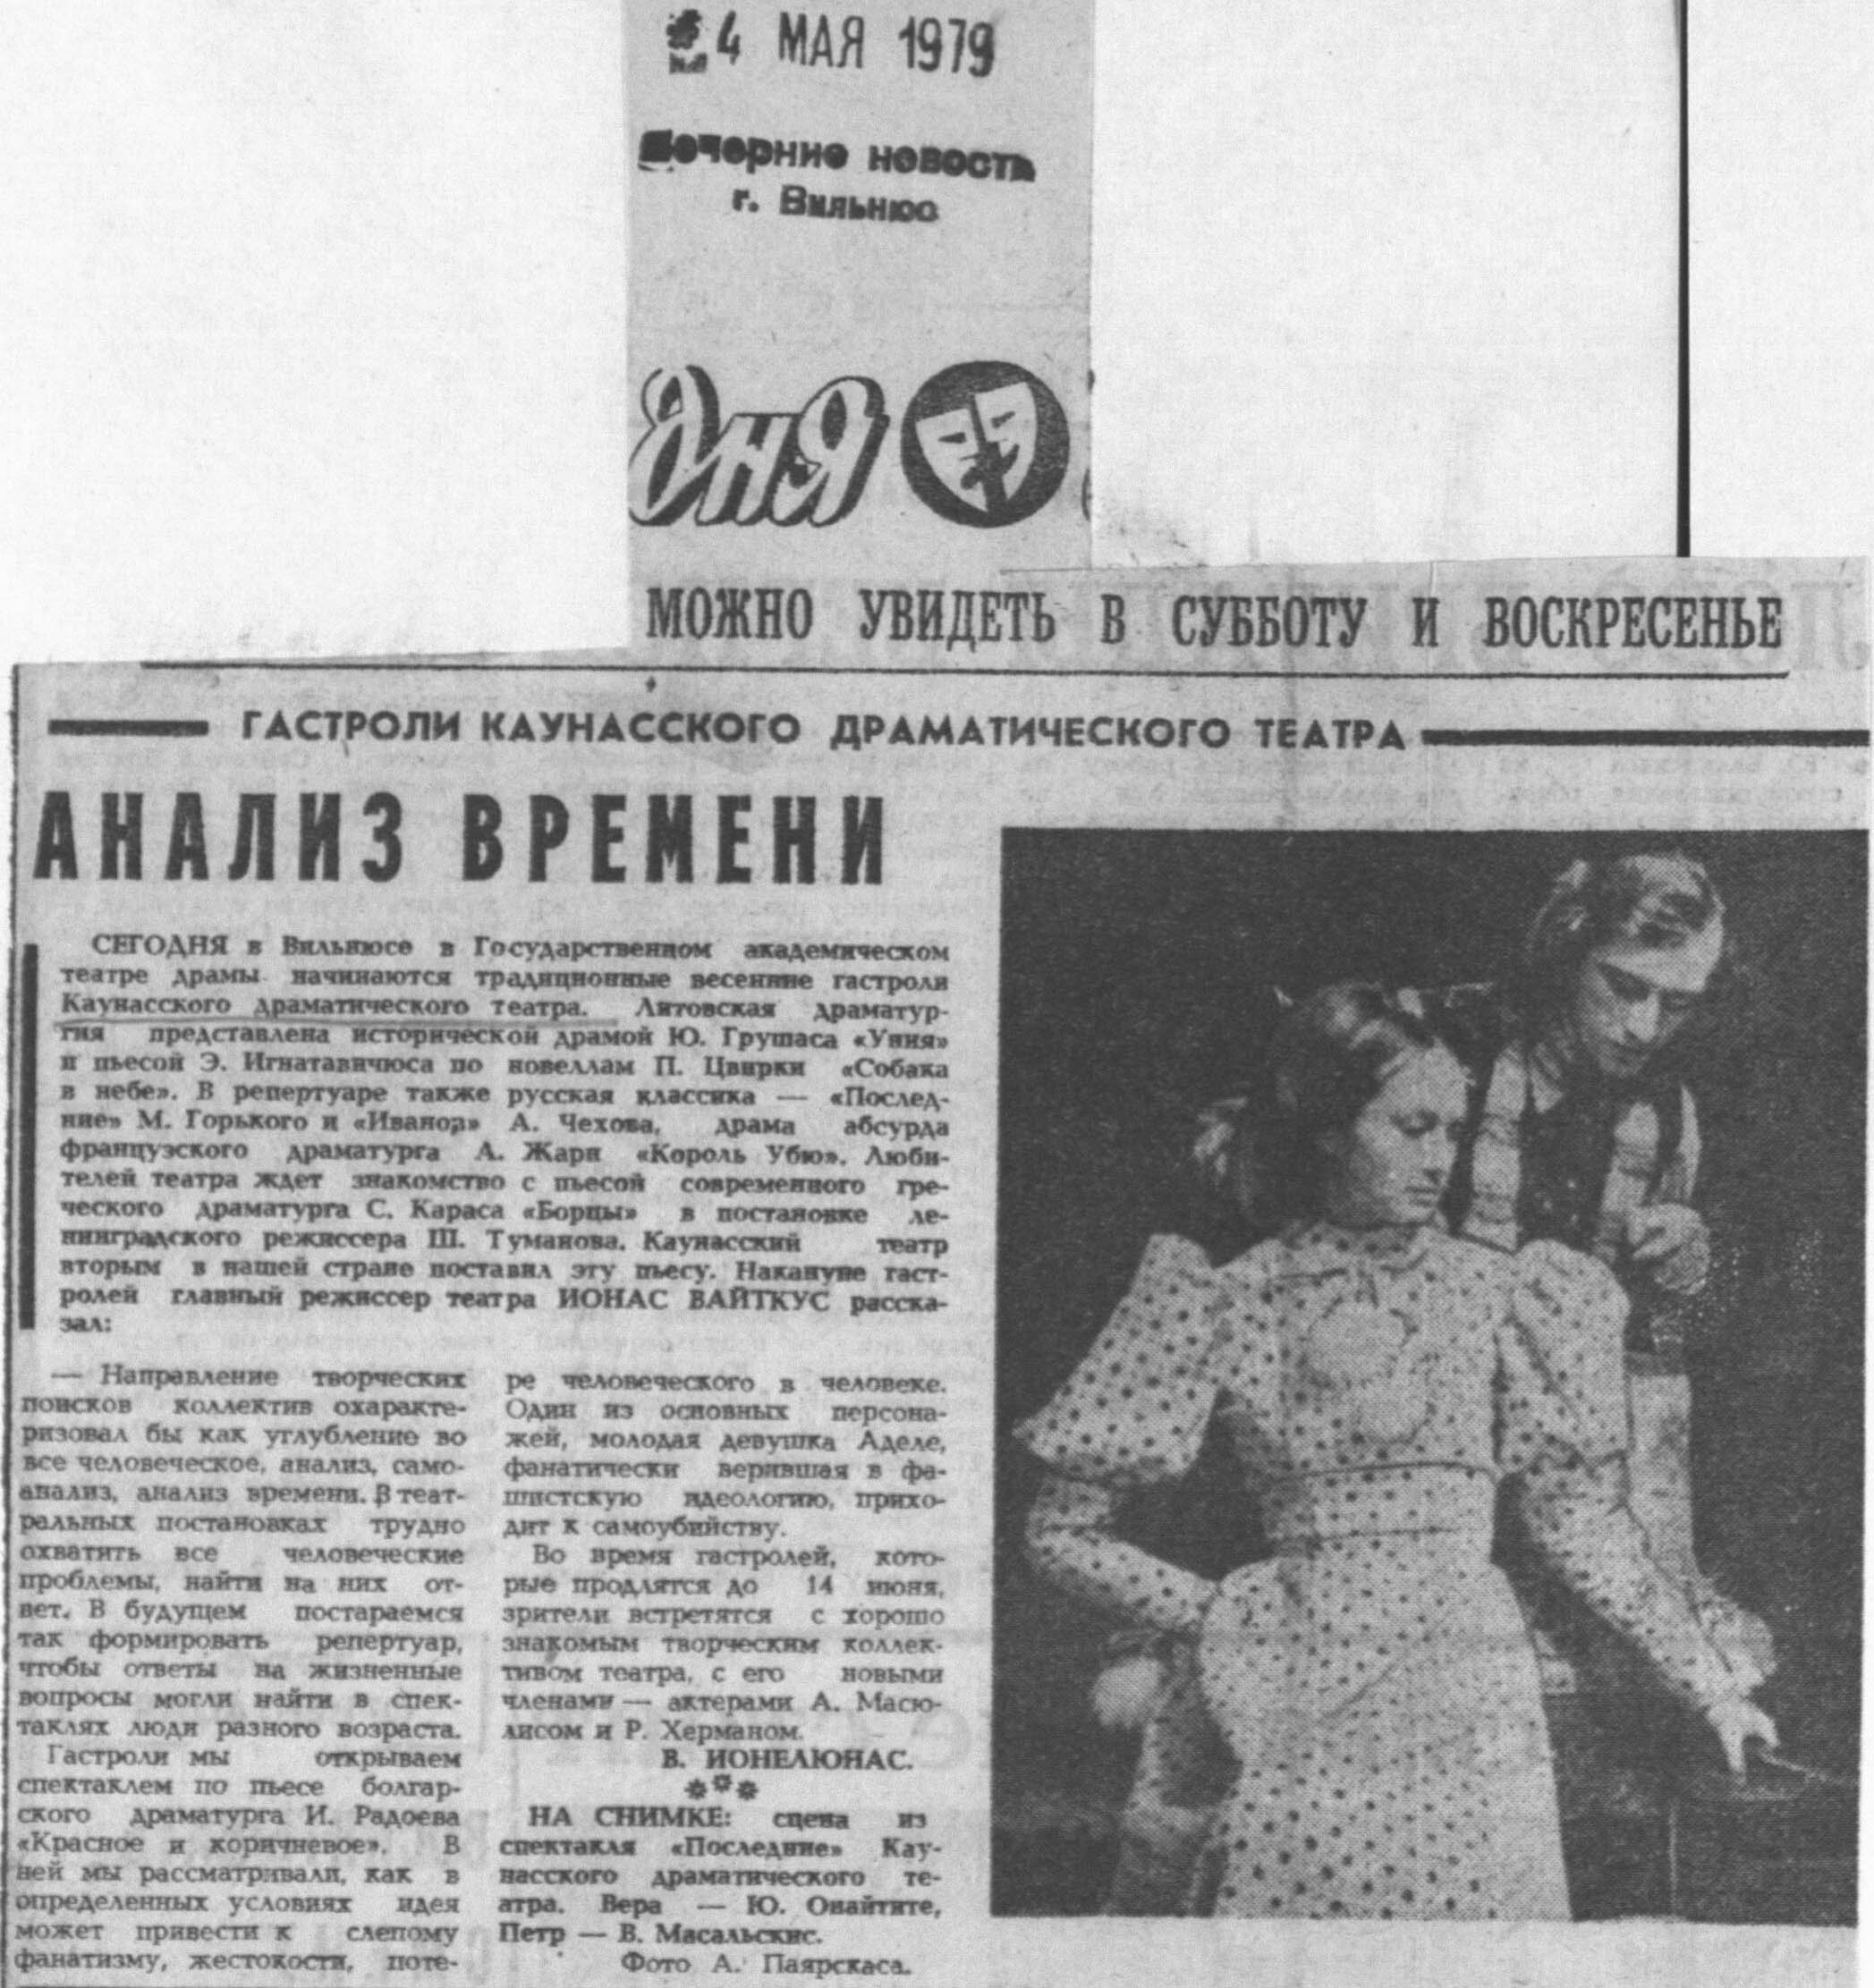 4 МАЯ 1979
Вечерние новости
г. Вильнюс
дня
МОЖНО УВИДЕТЬ В СУББОТУ И ВОСКРЕСЕНЬЕ
ГАСТРОЛИ КАУНАССКОГО ДРАМАТИЧЕСКОГО ТЕАТРА
АНАЛИЗ ВРЕМЕНИ
СЕГОДНЯ в Вильнюсе в Государственном академическом
театре драмы начинаются традиционные весенние гастроли
Каунасского драматического театра. Литовская драматур-
гия представлена исторической драмой Ю. Грушаса «Уния»
и пьесой Э. Игнатавичюса по новеллам П. Цвирки «Собака
в небе». В репертуаре также русская классика — «Послед-
ние» М. Горького и «Иванов» А. Чехова, драма абсурда
французского драматурга А. Жари «Король Убю». Люби-
телей театра ждет знакомство с пьесой современного гре-
ческого драматурга С. Караса «Борцы» в постановке ле-
нинградского режиссера Ш. Туманова. Каунасский театр
вторым в нашей стране поставил эту пьесу. Накануне гаст-
ролей главный режиссер театра ИОНАС ВАЙТКУС расска-
зал:
— Направление творческих
поисков коллектив охаракте-
ризовал бы как углубление во
все человеческое, анализ, само-
анализ, анализ времени. В теат-
ральных постановках трудно
охватить все человеческие
проблемы, найти на них от-
вет. В будущем постараемся
так формировать репертуар,
чтобы ответы на жизненные
вопросы могли найти в спек-
таклях люди разного возраста.
Гастроли мы открываем
спектаклем по пьесе болгар-
ского драматурга И. Радоева
«Красное и коричневое». В
ней мы рассматривали, как в
определенных условиях идея
может привести к слепому
фанатизму, жестокости, поте-
ре человеческого в человеке.
Один из основных персона-
жей, молодая девушка Аделе,
фанатически верившая в фа-
шистскую идеологию, прихо-
дит к самоубийству.
Во время гастролей, кото-
рые продлятся до 14 июня,
зрители встретятся с хорошо
знакомым творческим коллек-
тивом театра, с его новыми
членами — актерами А. Масю-
лисом и Р. Херманом.
В. ИОНЕЛЮНАС.
***
НА СНИМКЕ: сцена из
спектакля «Последние» Кау-
насского драматического те-
атра. Вера — Ю. Онайтите,
Петр — В. Масальскис.
Фото А. Паярскаса.